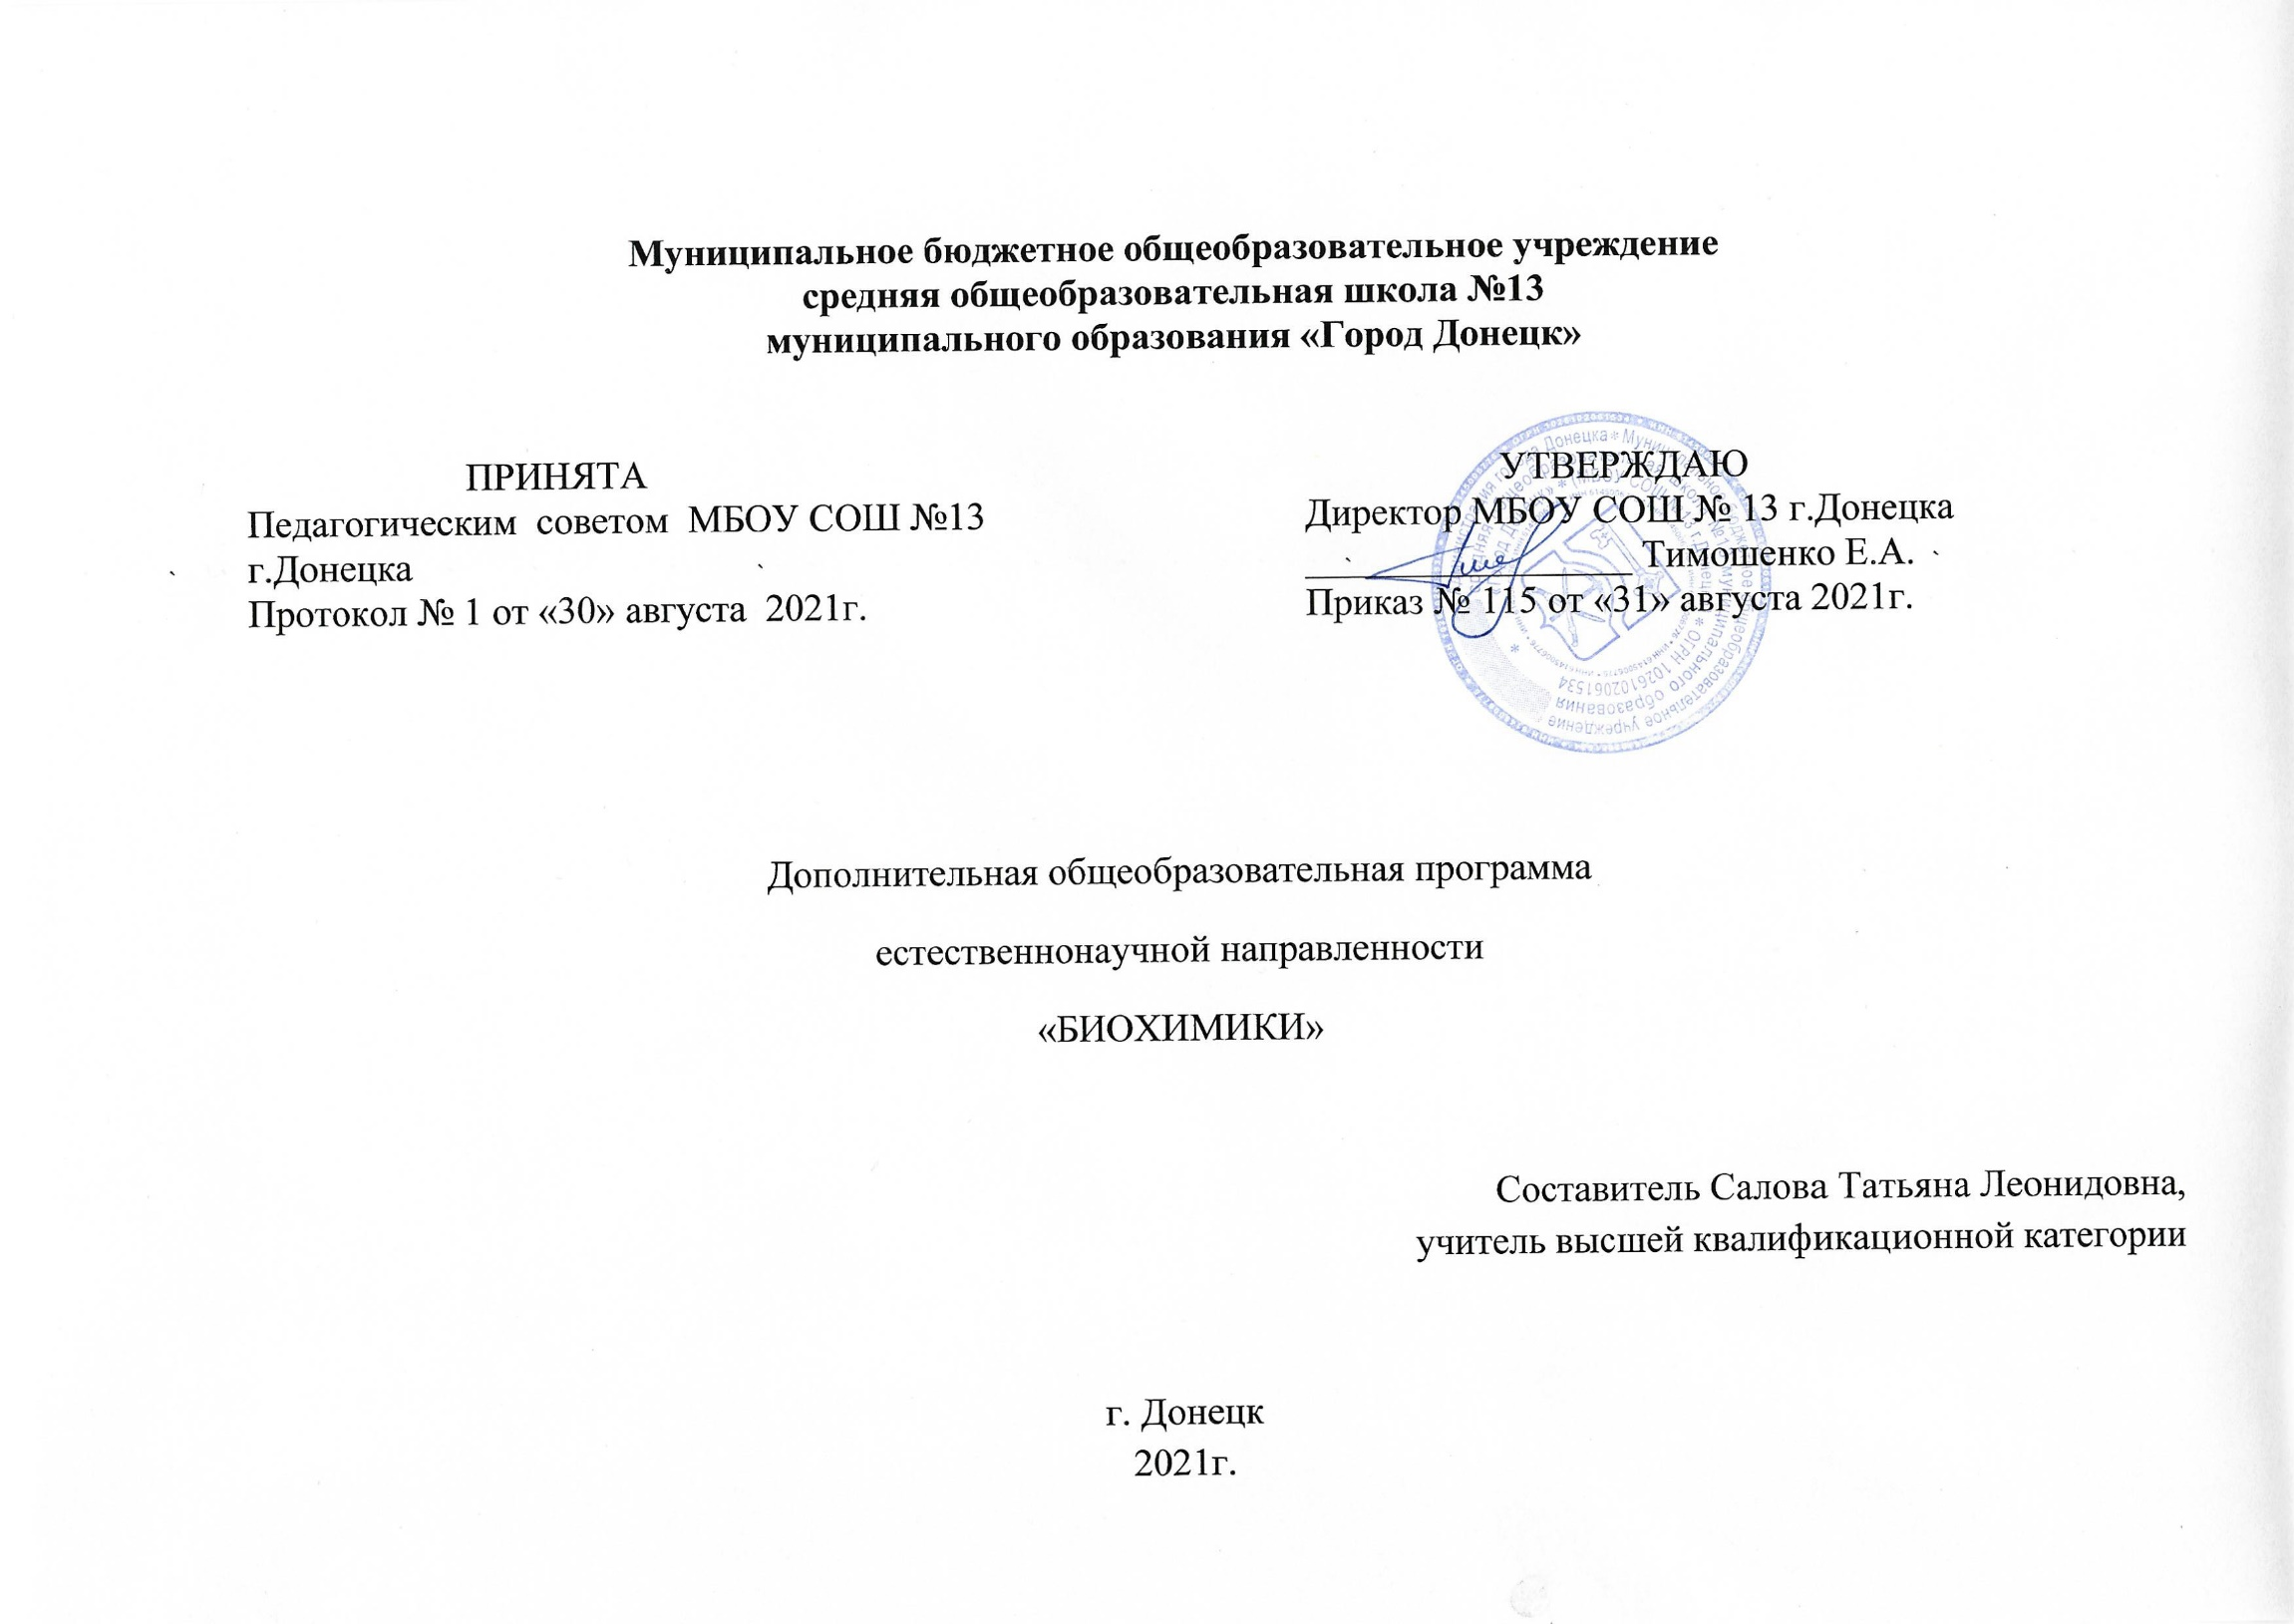 Муниципальное бюджетное общеобразовательное учреждение
средняя общеобразовательная школа №13
муниципального образования «Город Донецк»
ПРИНЯТА
Педагогическим советом МБОУ СОШ №13
г.Донецка
Протокол № 1 от «30» августа 2021г.
УТВЕРЖДАЮ
Директор МБОУ СОШ № 13 г.Донецка
Тимошенко Е.А.
Приказ № 115 от «31» августа 2021г.
ОГРН 1026102061534
Дополнительная общеобразовательная программа
естественнонаучной направленности
«БИОХИМИКИ»
Составитель Салова Татьяна Леонидовна,
учитель высшей квалификационной категории
г. Донецк
2021г.